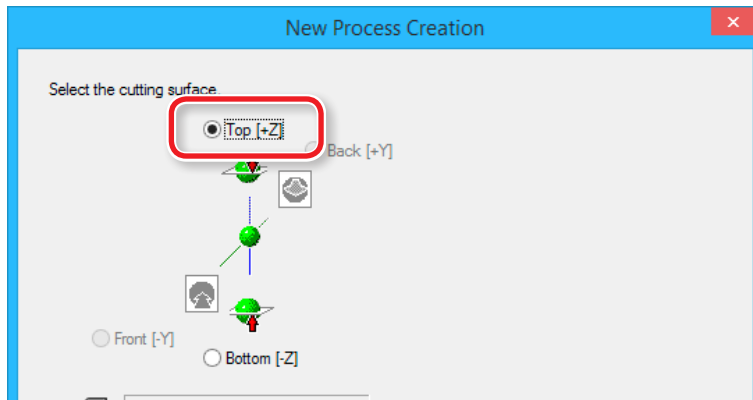 New Process Creation
Select the cutting surface.
Top [+Z]
Back [+Y]
Front [-Y]
Bottom [-Z]